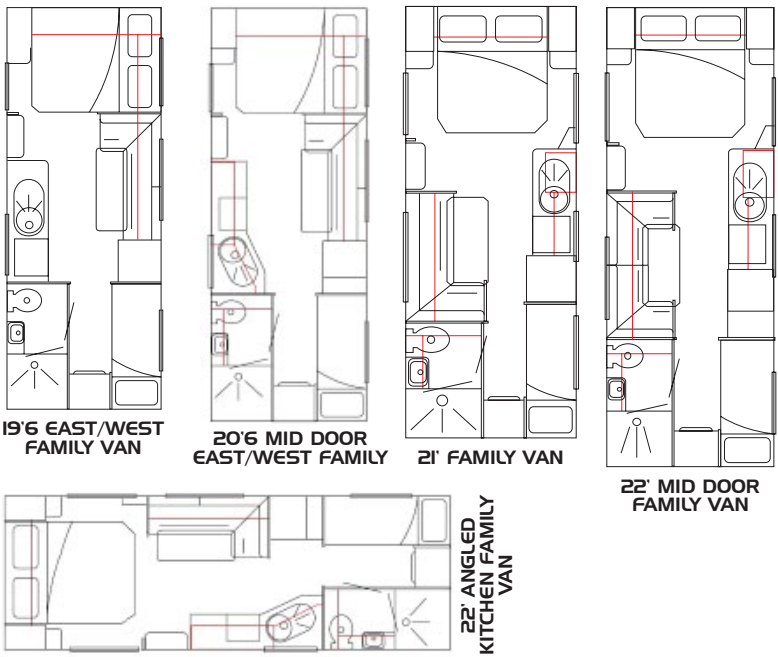 19'6 EAST/WEST
FAMILY VAN
20'6 MID DOOR
EAST/WEST FAMILY
21' FAMILY VAN
22' MID DOOR
FAMILY VAN
22' ANGLED
KITCHEN FAMILY
VAN